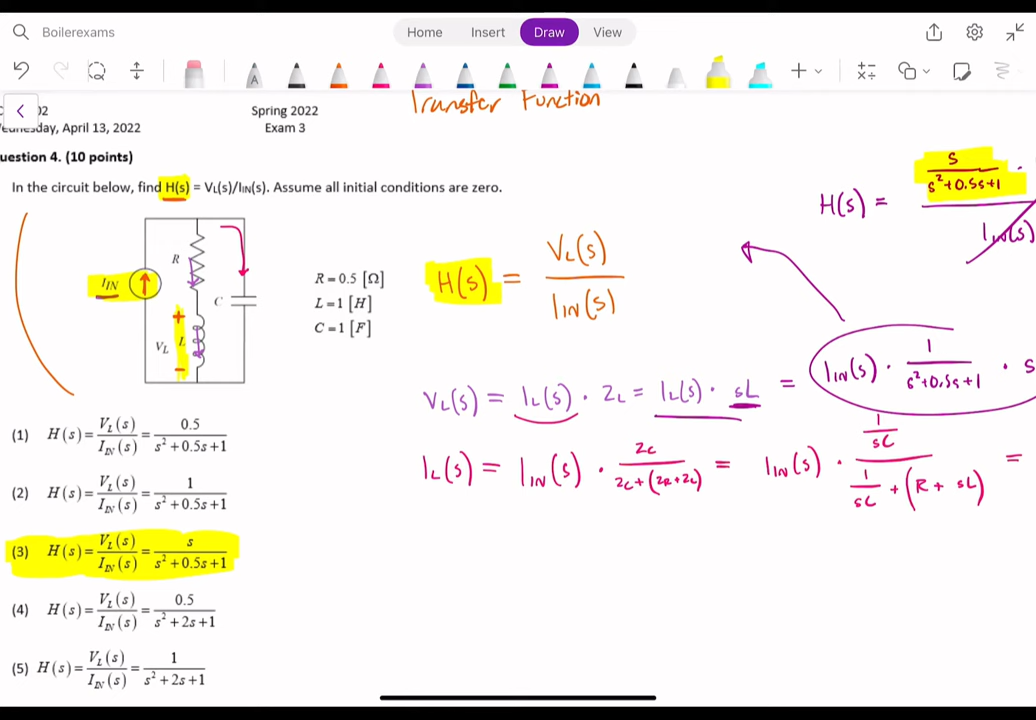 Boilerexams
Home Insert Draw View
Transfer Function
02 Spring 2022
day, April 13, 2022 Exam 3
uestion 4. (10 points)
In the circuit below, find H(s) = VL(s)/IIN(s). Assume all initial conditions are zero.
IIN R C + VL L −
R = 0.5 [Ω]
L = 1 [H]
C = 1 [F]
H(s) = VL(s) / IIN(s)
H(s) = s/(s²+0.5s+1) · / IIN(s)
VL(s) = IL(s) · ZL = IL(s) · sL = IIN(s) · 1/(s²+0.5s+1) · s
IL(s) = IIN(s) · Zc/(Zc+(ZR+ZL)) = IIN(s) · (1/sC)/(1/sC + (R + sL)) =
(1) H(s) = VL(s)/IIN(s) = 0.5/(s²+0.5s+1)
(2) H(s) = VL(s)/IIN(s) = 1/(s²+0.5s+1)
(3) H(s) = VL(s)/IIN(s) = s/(s²+0.5s+1)
(4) H(s) = VL(s)/IIN(s) = 0.5/(s²+2s+1)
(5) H(s) = VL(s)/IIN(s) = 1/(s²+2s+1)